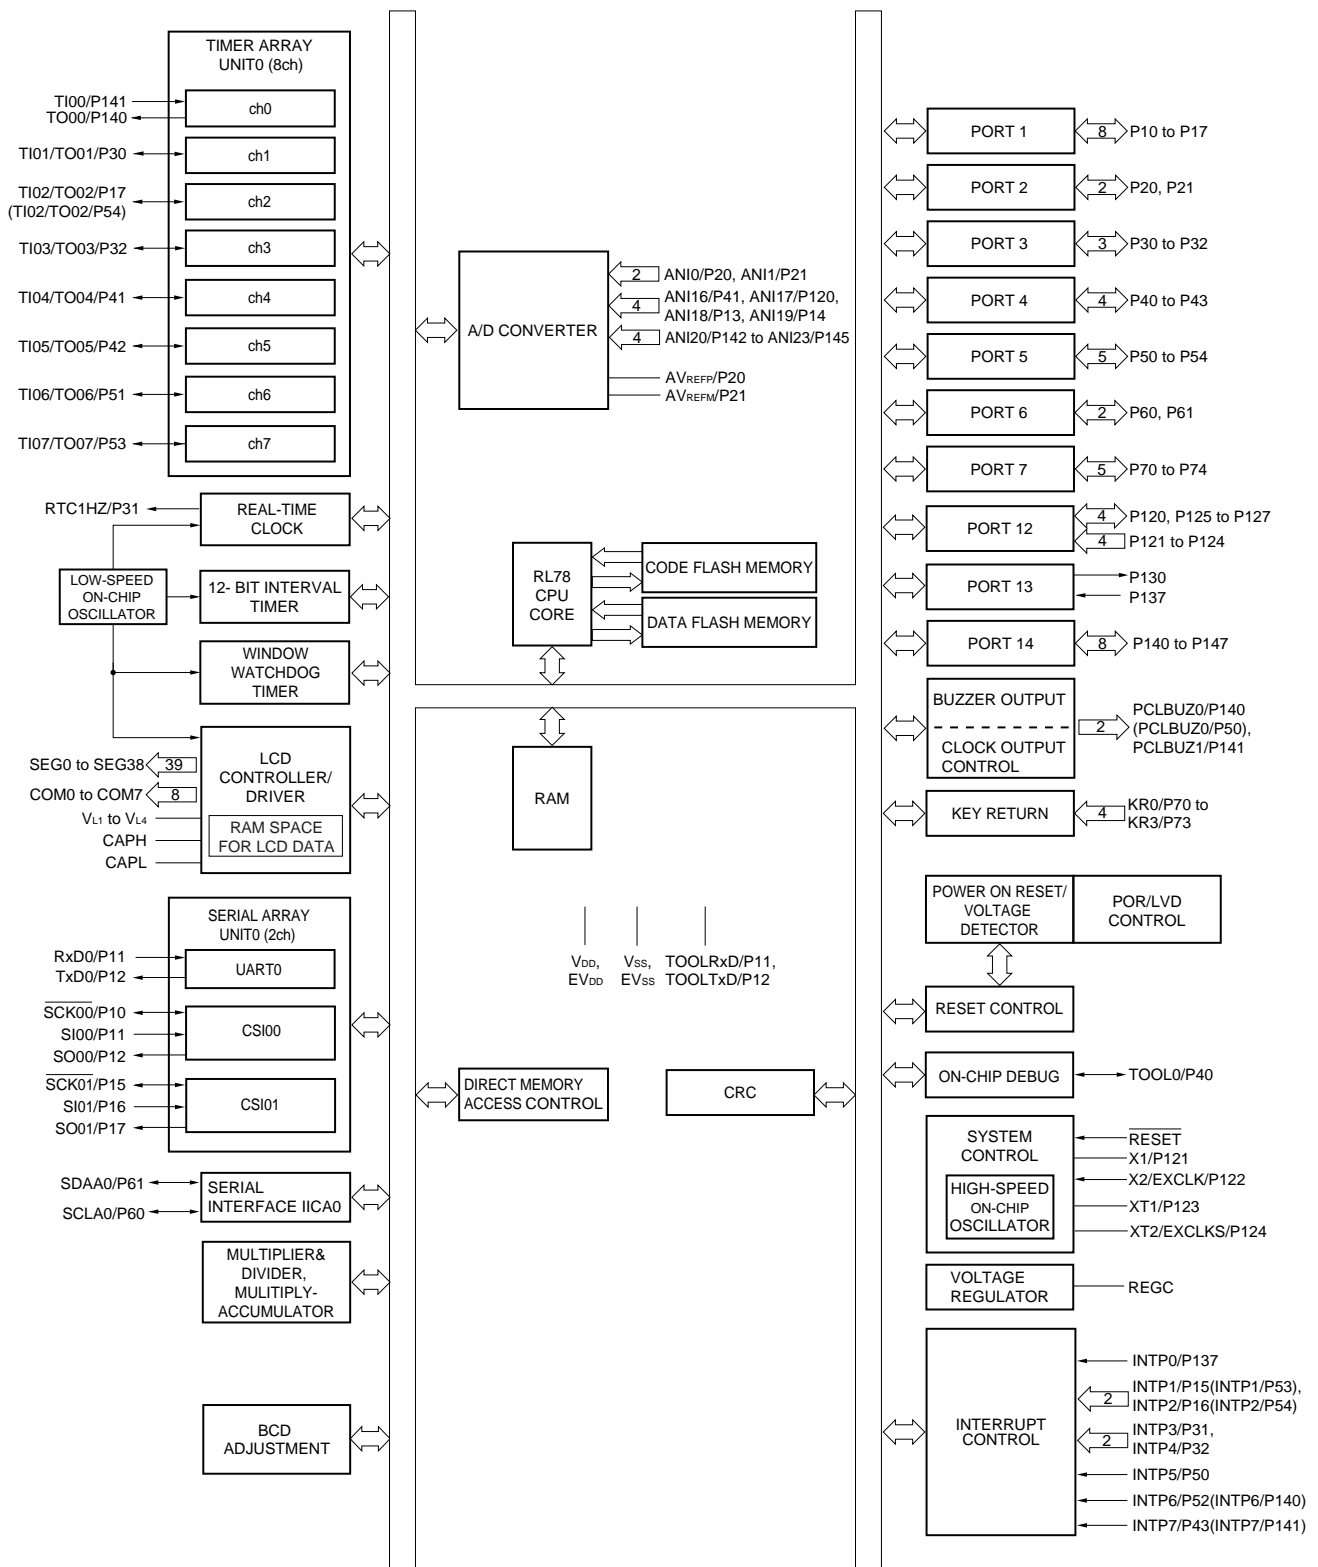 TIMER ARRAY
UNIT0 (8ch)
TI00/P141
TO00/P140
ch0
TI01/TO01/P30
ch1
TI02/TO02/P17
(TI02/TO02/P54)
ch2
TI03/TO03/P32
ch3
TI04/TO04/P41
ch4
TI05/TO05/P42
ch5
TI06/TO06/P51
ch6
TI07/TO07/P53
ch7
RTC1HZ/P31
REAL-TIME
CLOCK
LOW-SPEED
ON-CHIP
OSCILLATOR
12- BIT INTERVAL
TIMER
WINDOW
WATCHDOG
TIMER
SEG0 to SEG38
39
COM0 to COM7
8
VL1 to VL4
CAPH
CAPL
LCD
CONTROLLER/
DRIVER
RAM SPACE
FOR LCD DATA
SERIAL ARRAY
UNIT0 (2ch)
RxD0/P11
TxD0/P12
UART0
SCK00/P10
SI00/P11
SO00/P12
CSI00
SCK01/P15
SI01/P16
SO01/P17
CSI01
SDAA0/P61
SCLA0/P60
SERIAL
INTERFACE IICA0
MULTIPLIER&
DIVIDER,
MULITIPLY-
ACCUMULATOR
BCD
ADJUSTMENT
A/D CONVERTER
2
ANI0/P20, ANI1/P21
4
ANI16/P41, ANI17/P120,
ANI18/P13, ANI19/P14
4
ANI20/P142 to ANI23/P145
AVREFP/P20
AVREFM/P21
RL78
CPU
CORE
CODE FLASH MEMORY
DATA FLASH MEMORY
RAM
VDD,
EVDD
VSS,
EVSS
TOOLRxD/P11,
TOOLTxD/P12
DIRECT MEMORY
ACCESS CONTROL
CRC
PORT 1
8
P10 to P17
PORT 2
2
P20, P21
PORT 3
3
P30 to P32
PORT 4
4
P40 to P43
PORT 5
5
P50 to P54
PORT 6
2
P60, P61
PORT 7
5
P70 to P74
PORT 12
4
P120, P125 to P127
4
P121 to P124
PORT 13
P130
P137
PORT 14
8
P140 to P147
BUZZER OUTPUT
CLOCK OUTPUT
CONTROL
2
PCLBUZ0/P140
(PCLBUZ0/P50),
PCLBUZ1/P141
KEY RETURN
4
KR0/P70 to
KR3/P73
POWER ON RESET/
VOLTAGE
DETECTOR
POR/LVD
CONTROL
RESET CONTROL
ON-CHIP DEBUG
TOOL0/P40
SYSTEM
CONTROL
HIGH-SPEED
ON-CHIP
OSCILLATOR
RESET
X1/P121
X2/EXCLK/P122
XT1/P123
XT2/EXCLKS/P124
VOLTAGE
REGULATOR
REGC
INTERRUPT
CONTROL
INTP0/P137
2
INTP1/P15(INTP1/P53),
INTP2/P16(INTP2/P54)
2
INTP3/P31,
INTP4/P32
INTP5/P50
INTP6/P52(INTP6/P140)
INTP7/P43(INTP7/P141)